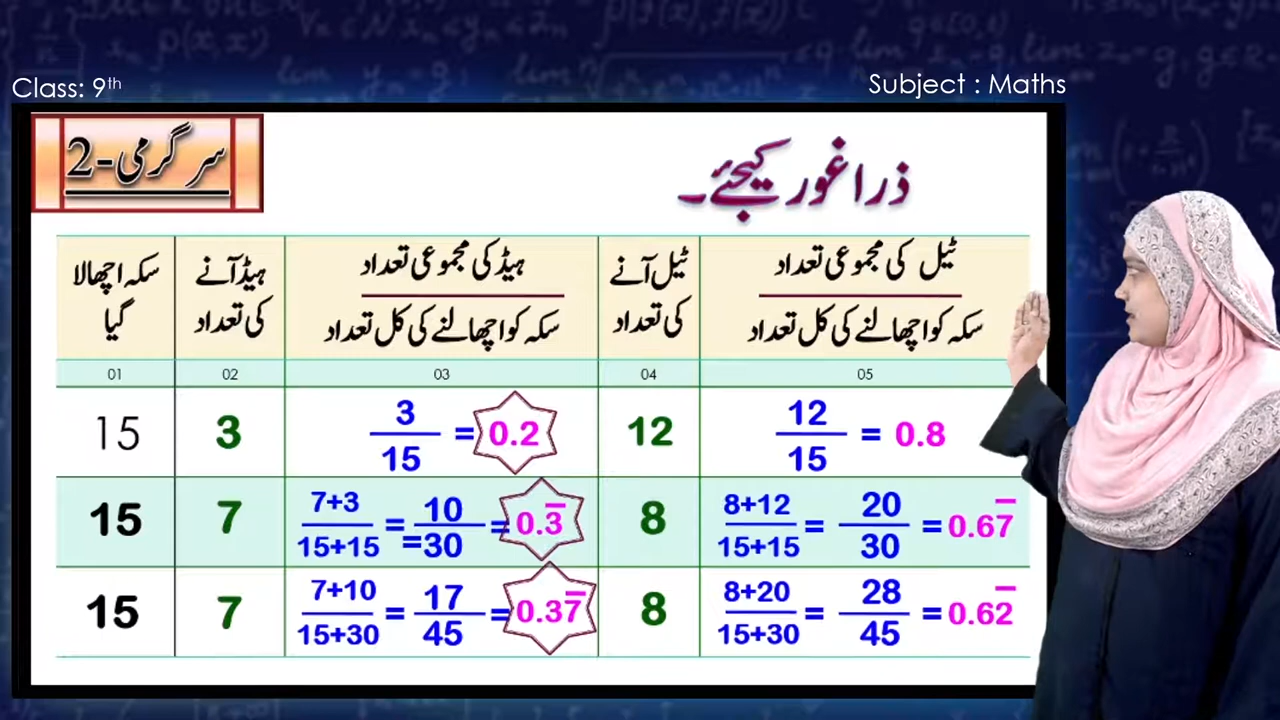 Class: 9th
Subject : Maths
سرگرمی-2
ذرا غور کیجئے۔
سکہ اچھالا گیا
ہیڈ آنے کی تعداد
ہیڈ کی مجموعی تعداد
سکہ کو اچھالنے کی کل تعداد
ٹیل آنے کی تعداد
ٹیل کی مجموعی تعداد
سکہ کو اچھالنے کی کل تعداد
01 02 03 04 05
15 3 3/15 = 0.2 12 12/15 = 0.8
15 7 7+3/15+15 = = 10/30 = 0.3̅ 8 8+12/15+15 = 20/30 = 0.67̅
15 7 7+10/15+30 = 17/45 = 0.37̅ 8 8+20/15+30 = 28/45 = 0.62̅